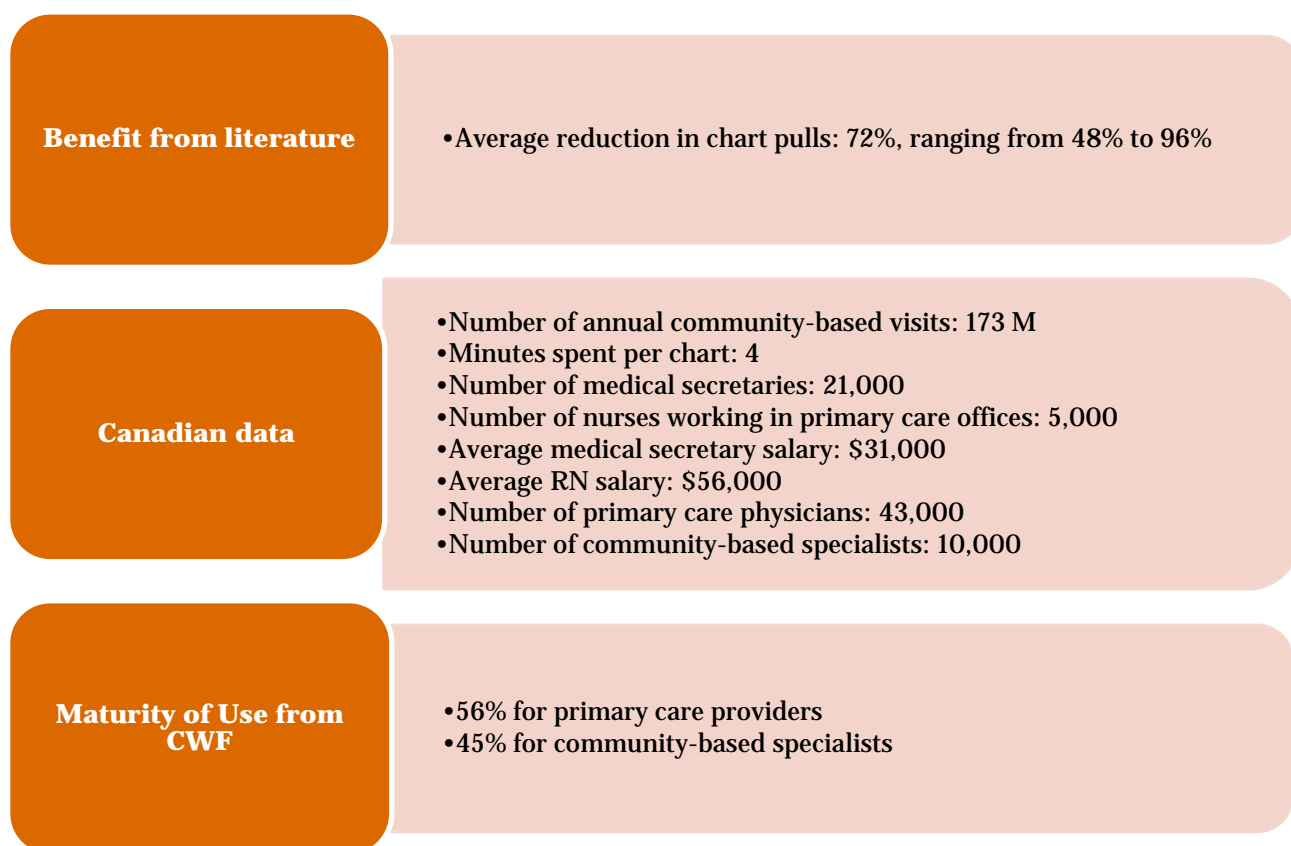 Benefit from literature
•Average reduction in chart pulls: 72%, ranging from 48% to 96%
Canadian data
•Number of annual community-based visits: 173 M
•Minutes spent per chart: 4
•Number of medical secretaries: 21,000
•Number of nurses working in primary care offices: 5,000
•Average medical secretary salary: $31,000
•Average RN salary: $56,000
•Number of primary care physicians: 43,000
•Number of community-based specialists: 10,000
Maturity of Use from
CWF
•56% for primary care providers
•45% for community-based specialists